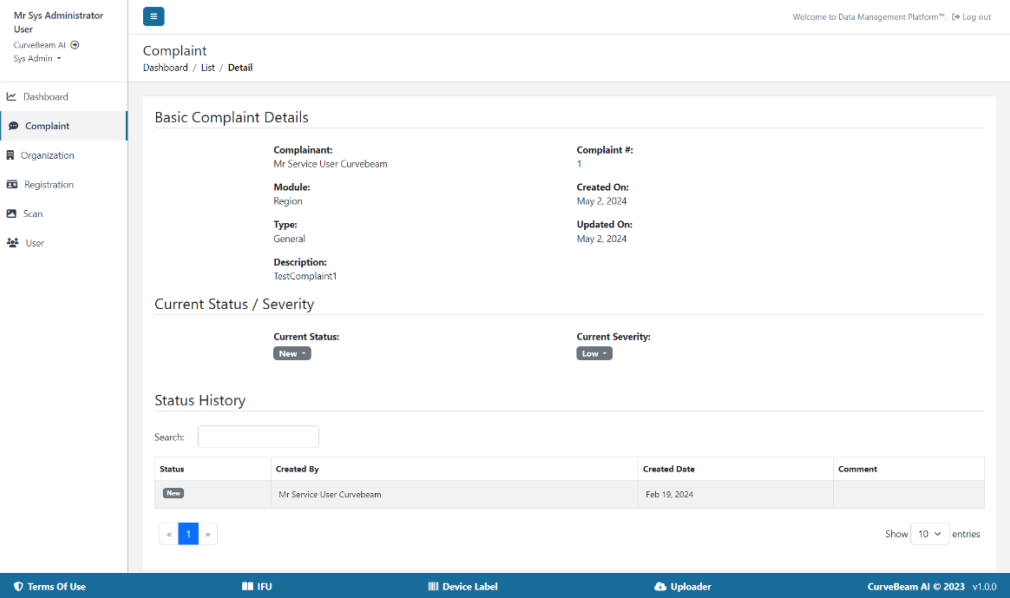 Mr Sys Administrator
User
CurveBeam AI
Sys Admin
Welcome to Data Management Platform™. Log out
Complaint
Dashboard / List / Detail
Dashboard
Complaint
Organization
Registration
Scan
User
Basic Complaint Details
Complainant:
Mr Service User Curvebeam
Complaint #:
1
Module:
Region
Created On:
May 2, 2024
Type:
General
Updated On:
May 2, 2024
Description:
TestComplaint1
Current Status / Severity
Current Status:
New
Current Severity:
Low
Status History
Search:
Status Created By Created Date Comment
New Mr Service User Curvebeam Feb 19, 2024
« 1 »
Show 10 entries
Terms Of Use IFU Device Label Uploader CurveBeam AI © 2023 v1.0.0